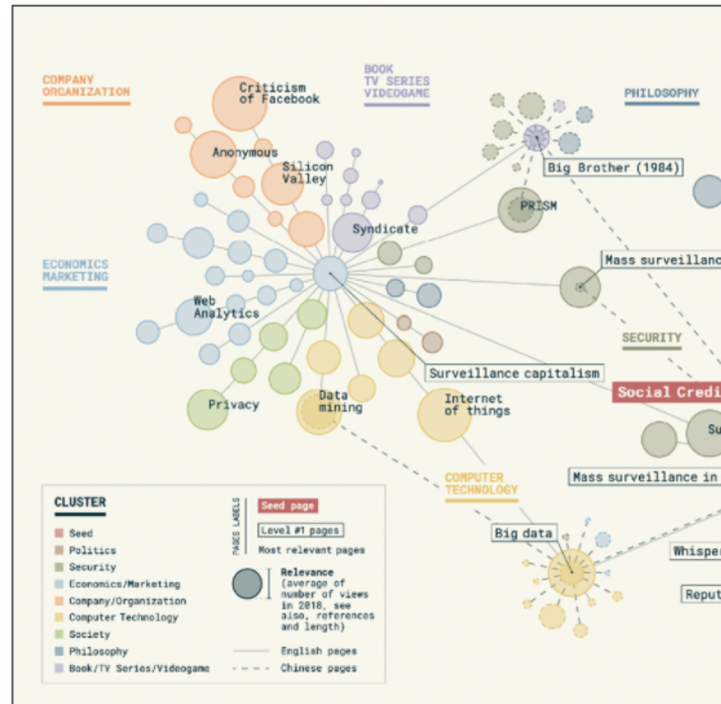 COMPANY
ORGANIZATION
Criticism
of Facebook
BOOK
TV SERIES
VIDEOGAME
PHILOSOPHY
Anonymous
Silicon
Valley
Big Brother (1984)
PRISM
Syndicate
Mass surveillance
ECONOMICS
MARKETING
Web
Analytics
SECURITY
Surveillance capitalism
Social Credi
Privacy
Data
mining
Internet
of things
Su
COMPUTER
TECHNOLOGY
Mass surveillance in
Big data
Whisper
Reput
CLUSTER
Seed
Politics
Security
Economics/Marketing
Company/Organization
Computer Technology
Society
Philosophy
Book/TV Series/Videogame
PAGES LABELS
Seed page
Level #1 pages
Most relevant pages
Relevance
(average of
number of views
in 2018, see
also, references
and length)
English pages
Chinese pages